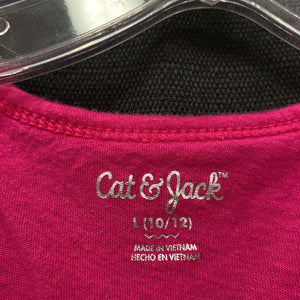 Cat & Jack™
L (10/12)
MADE IN VIETNAM
HECHO EN VIETNAM